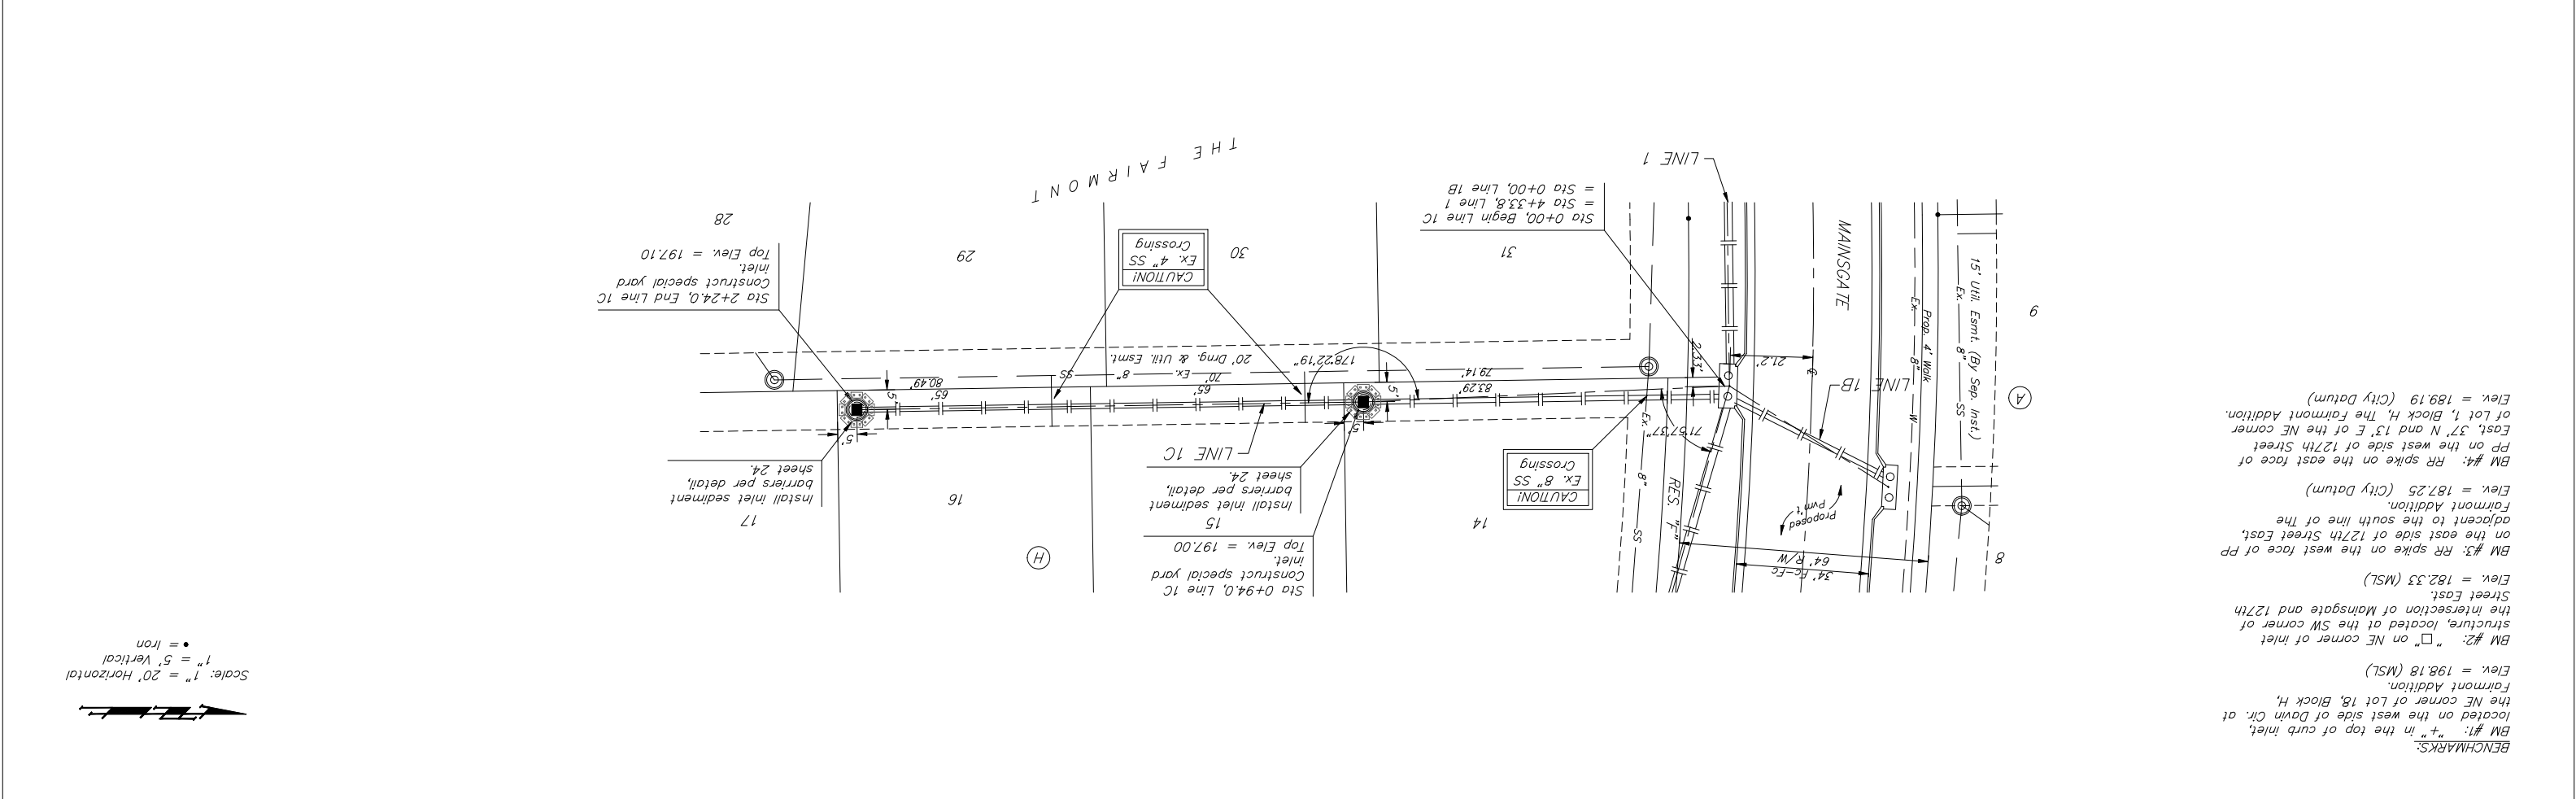 BENCHMARKS:
BM #1: "+" in the top of curb inlet,
located on the west side of Davin Cir. at
the NE corner of Lot 18, Block H,
Fairmont Addition.
Elev = 198.18 (MSL)
BM #2: "□" on NE corner of inlet
structure, located at the SW corner of
the intersection of Mainsgate and 127th
Street East.
Elev = 182.33 (MSL)
BM #3: RR spike on the west face of PP
on the east side of 127th Street East,
adjacent to the south line of The
Fairmont Addition.
Elev = 187.25 (City Datum)
BM #4: RR spike on the east face of
PP on the west side of 127th Street
East, 37' N and 13' E of the NE corner
of Lot 1, Block H, The Fairmont Addition.
Elev = 189.19 (City Datum)
Scale: 1" = 20' Horizontal
1" = 5' Vertical
• = Iron
8
34' Fc-Fc
64' R/W
Proposed
Pvm't
RES. "F"
Ex. 8" SS
A
9
15' Util. Esmt. (By Sep. Inst.)
Ex. 8" SS
Prop. 4' Walk
Ex. 8" W
MAINSGATE
LINE 1B
℄
21.2'
2.33'
71°57'37"
CAUTION!
Ex. 8" SS
Crossing
14
Sta 0+94.0, Line 1C
Construct special yard
inlet.
Top Elev = 197.00
15
Install inlet sediment
barriers per detail,
sheet 24.
LINE 1C
H
16
17
Install inlet sediment
barriers per detail,
sheet 24.
5'
5'
5'
5'
83.29'
79.14'
178°22'19"
65'
70'
65'
80.49'
Ex. 8" SS
20' Drng. & Util Esmt.
LINE 1
Sta 0+00, Begin Line 1C
= Sta 4+33.8, Line 1
= Sta 0+00, Line 1B
31
30
CAUTION!
Ex. 4" SS
Crossing
29
28
Sta 2+24.0, End Line 1C
Construct special yard
inlet.
Top Elev = 197.10
THE FAIRMONT